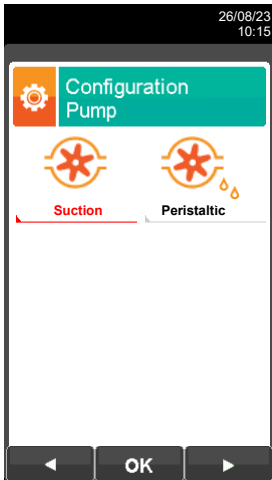 26/08/23
10:15
Configuration
Pump
Suction
Peristaltic
OK